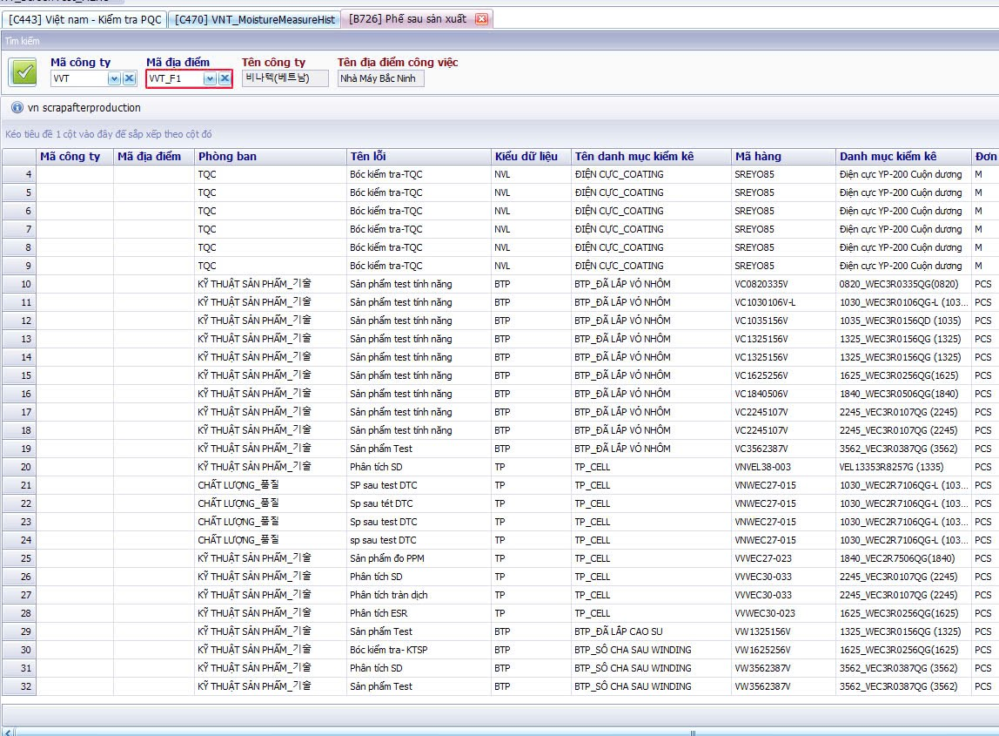 [C443] Việt nam - Kiểm tra PQC [C470] VNT_MoistureMeasureHist [B726] Phế sau sản xuất
Tìm kiếm
Mã công ty Mã địa điểm Tên công ty Tên địa điểm công việc
VVT VVT_F1 비나텍(베트남) Nhà Máy Bắc Ninh
vn scrapafterproduction
Kéo tiêu đề 1 cột vào đây để sắp xếp theo cột đó
Mã công ty Mã địa điểm Phòng ban Tên lỗi Kiểu dữ liệu Tên danh mục kiểm kê Mã hàng Danh mục kiểm kê Đơn
4 TQC Bóc kiểm tra-TQC NVL ĐIỆN CỰC_COATING SREYO85 Điện cực YP-200 Cuộn dương M
5 TQC Bóc kiểm tra-TQC NVL ĐIỆN CỰC_COATING SREYO85 Điện cực YP-200 Cuộn dương M
6 TQC Bóc kiểm tra-TQC NVL ĐIỆN CỰC_COATING SREYO85 Điện cực YP-200 Cuộn dương M
7 TQC Bóc kiểm tra-TQC NVL ĐIỆN CỰC_COATING SREYO85 Điện cực YP-200 Cuộn dương M
8 TQC Bóc kiểm tra-TQC NVL ĐIỆN CỰC_COATING SREYO85 Điện cực YP-200 Cuộn dương M
9 TQC Bóc kiểm tra-TQC NVL ĐIỆN CỰC_COATING SREYO85 Điện cực YP-200 Cuộn dương M
10 KỸ THUẬT SẢN PHẨM_기술 Sản phẩm test tính năng BTP BTP_ĐÃ LẮP VỎ NHÔM VC0820335V 0820_WEC3R0335QG(0820) PCS
11 KỸ THUẬT SẢN PHẨM_기술 Sản phẩm test tính năng BTP BTP_ĐÃ LẮP VỎ NHÔM VC1030106V-L 1030_WEC3R0106QG-L (103... PCS
12 KỸ THUẬT SẢN PHẨM_기술 Sản phẩm test tính năng BTP BTP_ĐÃ LẮP VỎ NHÔM VC1035156V 1035_WEC3R0156QD (1035) PCS
13 KỸ THUẬT SẢN PHẨM_기술 Sản phẩm test tính năng BTP BTP_ĐÃ LẮP VỎ NHÔM VC1325156V 1325_WEC3R0156QG (1325) PCS
14 KỸ THUẬT SẢN PHẨM_기술 Sản phẩm test tính năng BTP BTP_ĐÃ LẮP VỎ NHÔM VC1325156V 1325_WEC3R0156QG (1325) PCS
15 KỸ THUẬT SẢN PHẨM_기술 Sản phẩm test tính năng BTP BTP_ĐÃ LẮP VỎ NHÔM VC1625256V 1625_WEC3R0256QG(1625) PCS
16 KỸ THUẬT SẢN PHẨM_기술 Sản phẩm test tính năng BTP BTP_ĐÃ LẮP VỎ NHÔM VC1840506V 1840_WEC3R0506QG(1840) PCS
17 KỸ THUẬT SẢN PHẨM_기술 Sản phẩm test tính năng BTP BTP_ĐÃ LẮP VỎ NHÔM VC2245107V 2245_VEC3R0107QG (2245) PCS
18 KỸ THUẬT SẢN PHẨM_기술 Sản phẩm test tính năng BTP BTP_ĐÃ LẮP VỎ NHÔM VC2245107V 2245_VEC3R0107QG (2245) PCS
19 KỸ THUẬT SẢN PHẨM_기술 Sản phẩm Test BTP BTP_ĐÃ LẮP VỎ NHÔM VC3562387V 3562_VEC3R0387QG (3562) PCS
20 KỸ THUẬT SẢN PHẨM_기술 Phân tích SD TP TP_CELL VNVEL38-003 VEL13353R8257G (1335) PCS
21 CHẤT LƯỢNG_품질 SP sau test DTC TP TP_CELL VNWEC27-015 1030_WEC2R7106QG-L (103... PCS
22 CHẤT LƯỢNG_품질 Sp sau tét DTC TP TP_CELL VNWEC27-015 1030_WEC2R7106QG-L (103... PCS
23 CHẤT LƯỢNG_품질 Sp sau test DTC TP TP_CELL VNWEC27-015 1030_WEC2R7106QG-L (103... PCS
24 CHẤT LƯỢNG_품질 sp sau test DTC TP TP_CELL VNWEC27-015 1030_WEC2R7106QG-L (103... PCS
25 KỸ THUẬT SẢN PHẨM_기술 Sản phẩm đo PPM TP TP_CELL VVVEC27-023 1840_VEC2R7506QG(1840) PCS
26 KỸ THUẬT SẢN PHẨM_기술 Phân tích SD TP TP_CELL VVVEC30-033 2245_VEC3R0107QG (2245) PCS
27 KỸ THUẬT SẢN PHẨM_기술 Phân tích tràn dịch TP TP_CELL VVVEC30-033 2245_VEC3R0107QG (2245) PCS
28 KỸ THUẬT SẢN PHẨM_기술 Phân tích ESR TP TP_CELL VVWEC30-023 1625_WEC3R0256QG(1625) PCS
29 KỸ THUẬT SẢN PHẨM_기술 Sản phẩm Test BTP BTP_ĐÃ LẮP CAO SU VW1325156V 1325_WEC3R0156QG (1325) PCS
30 KỸ THUẬT SẢN PHẨM_기술 Bóc kiểm tra- KTSP BTP BTP_SÔ CHA SAU WINDING VW1625256V 1625_WEC3R0256QG(1625) PCS
31 KỸ THUẬT SẢN PHẨM_기술 Phân tích SD BTP BTP_SÔ CHA SAU WINDING VW3562387V 3562_VEC3R0387QG (3562) PCS
32 KỸ THUẬT SẢN PHẨM_기술 Sản phẩm Test BTP BTP_SÔ CHA SAU WINDING VW3562387V 3562_VEC3R0387QG (3562) PCS